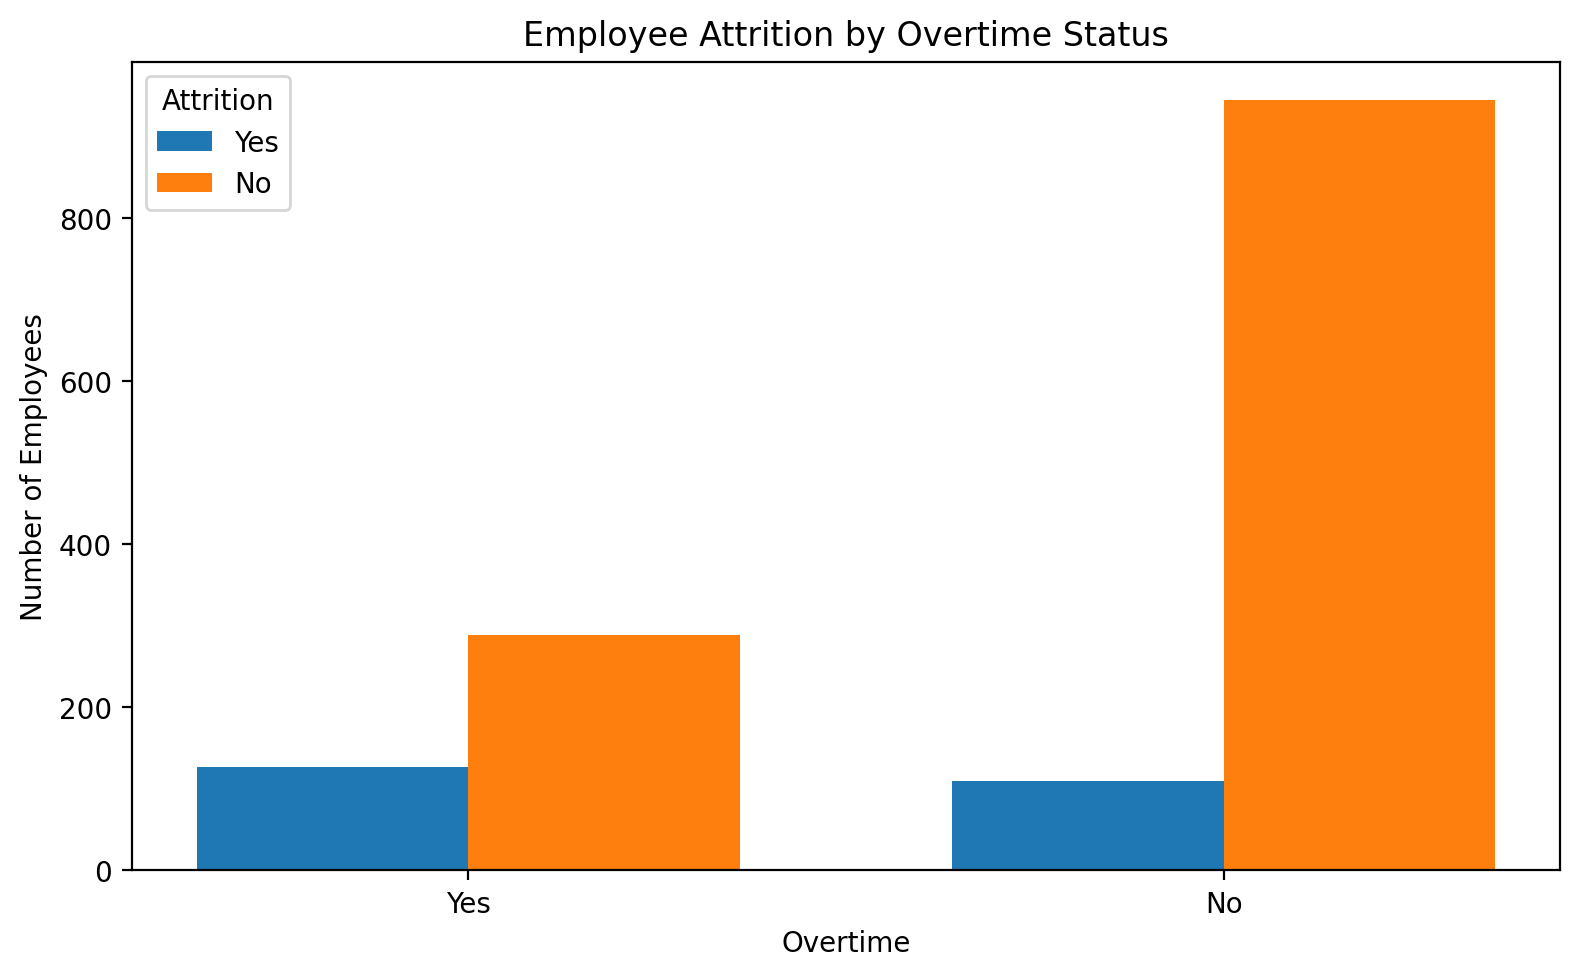 Employee Attrition by Overtime Status
Attrition
Yes
No
800
600
400
200
0
Number of Employees
Yes
No
Overtime